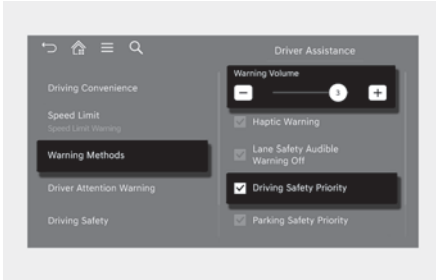 Driver Assistance
Driving Convenience
Speed Limit
Speed Limit Warning
Warning Methods
Driver Attention Warning
Driving Safety
Warning Volume
3
Haptic Warning
Lane Safety Audible
Warning Off
Driving Safety Priority
Parking Safety Priority